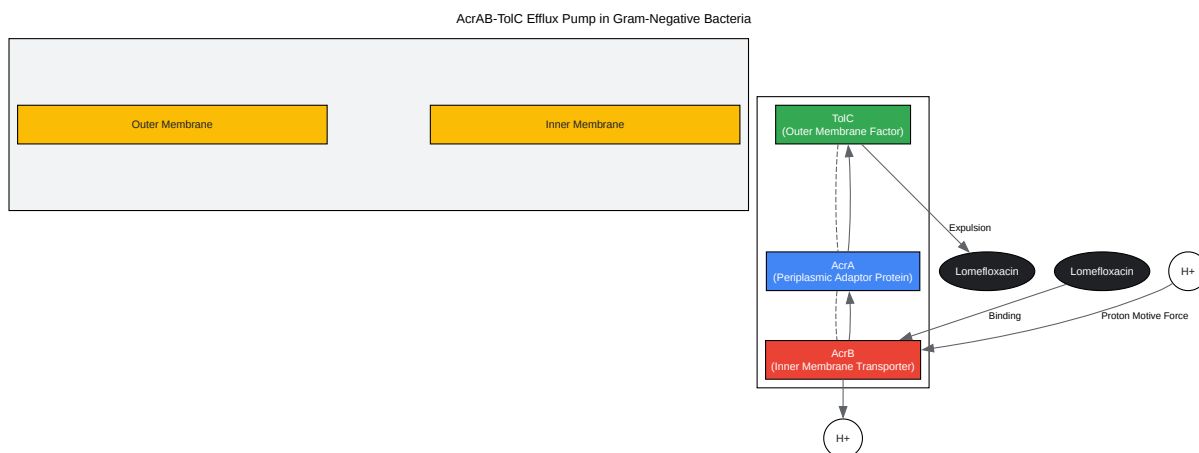 AcrAB-TolC Efflux Pump in Gram-Negative Bacteria
Outer Membrane
Inner Membrane
TolC
(Outer Membrane Factor)
Expulsion
AcrA
(Periplasmic Adaptor Protein)
Lomefloxacin
Lomefloxacin
H+
Binding
Proton Motive Force
AcrB
(Inner Membrane Transporter)
H+